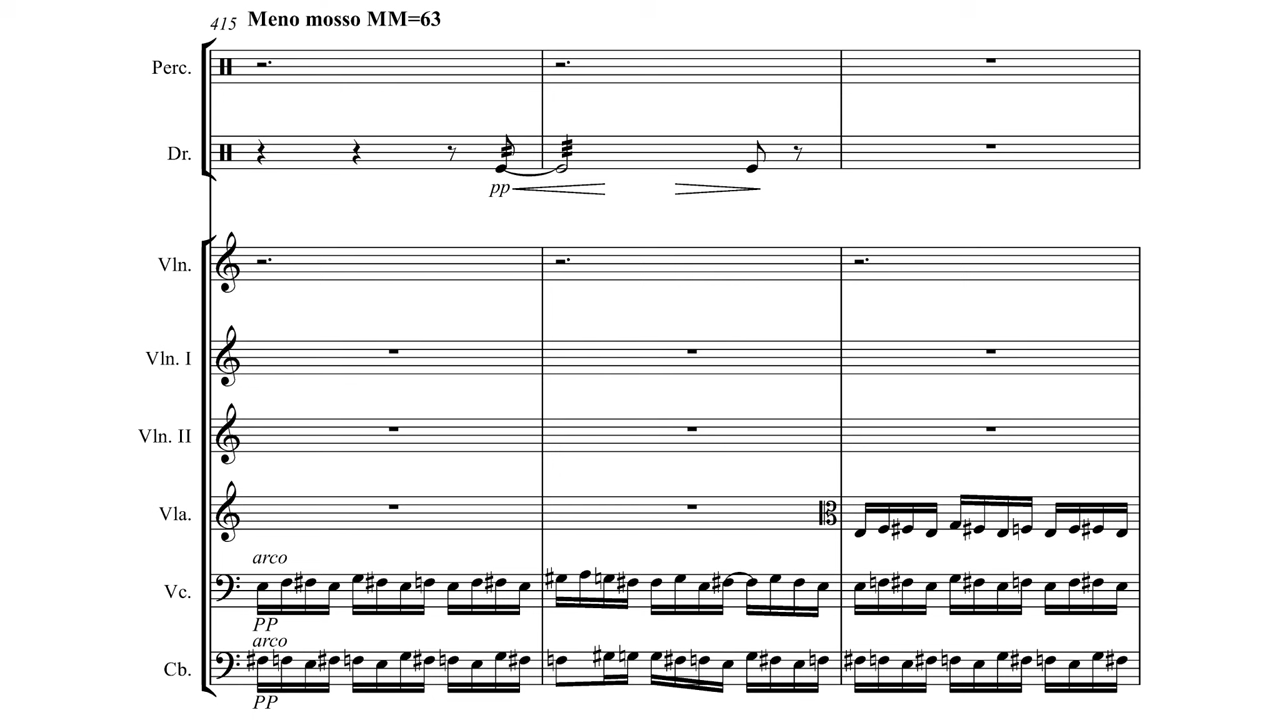 415 Meno mosso MM=63
Perc.
Dr.
pp
Vln.
Vln. I
Vln. II
Vla.
arco
Vc.
PP
arco
Cb.
PP